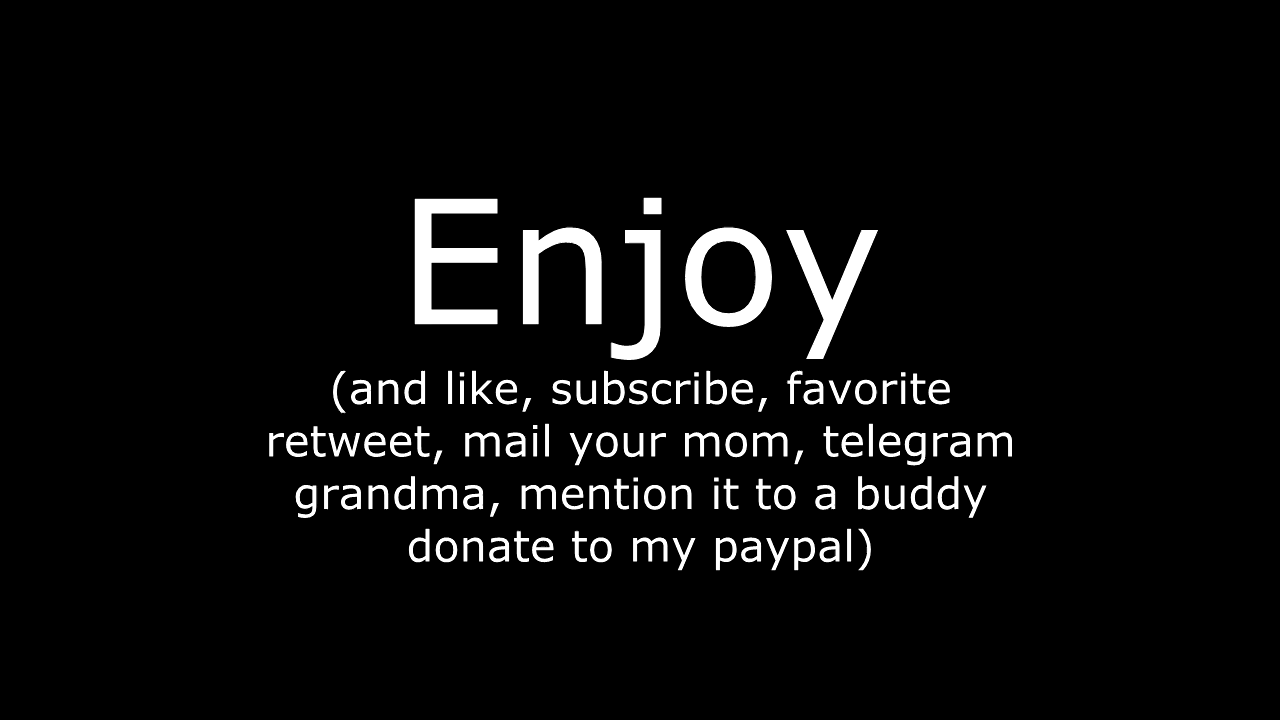 Enjoy
(and like, subscribe, favorite
retweet, mail your mom, telegram
grandma, mention it to a buddy
donate to my paypal)